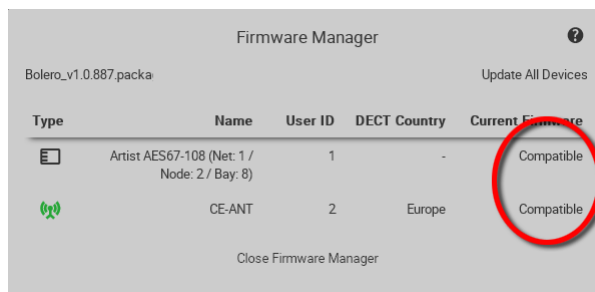 Firmware Manager
Bolero_v1.0.887.packa
Update All Devices
Type Name User ID DECT Country Current Firmware
Artist AES67-108 (Net: 1 / Node: 2 / Bay: 8) 1 - Compatible
CE-ANT 2 Europe Compatible
Close Firmware Manager